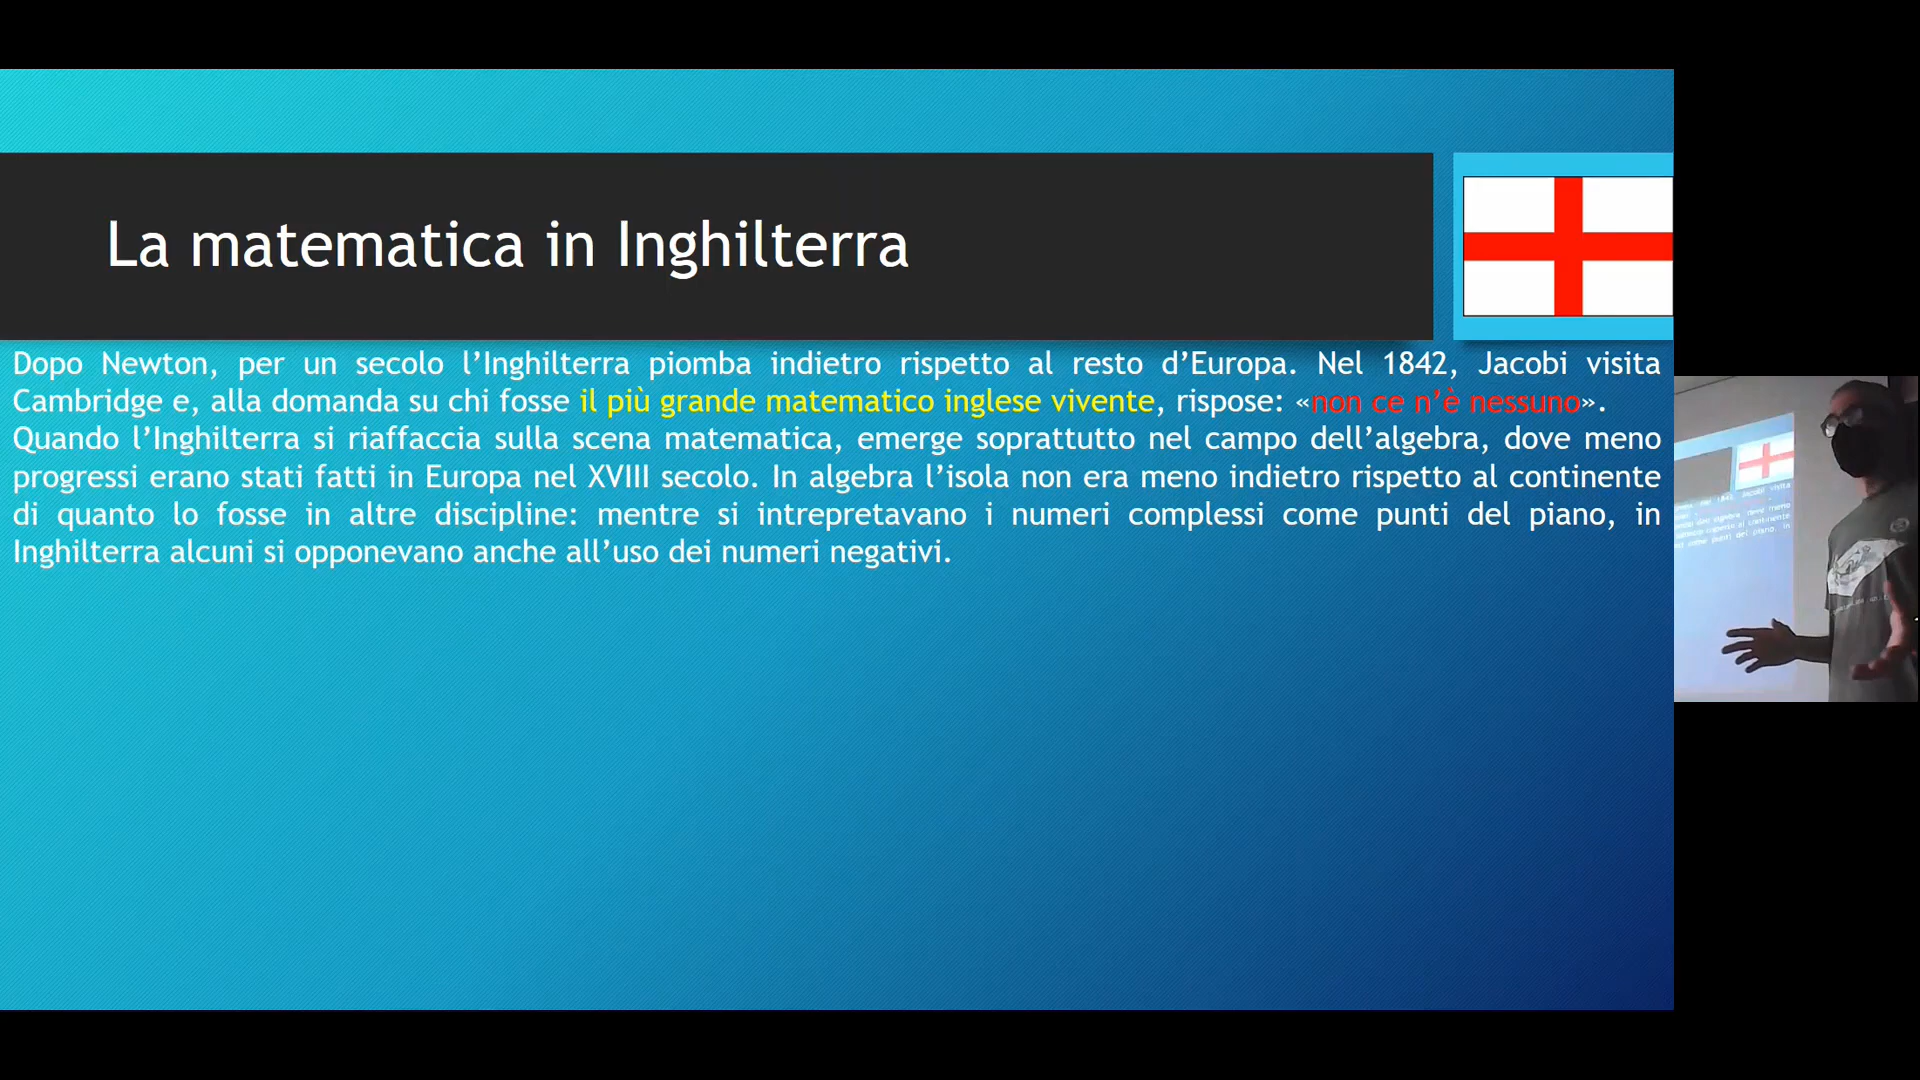 La matematica in Inghilterra
Dopo Newton, per un secolo l’Inghilterra piomba indietro rispetto al resto d’Europa. Nel 1842, Jacobi visita
Cambridge e, alla domanda su chi fosse il più grande matematico inglese vivente, rispose: «non ce n’è nessuno».
Quando l’Inghilterra si riaffaccia sulla scena matematica, emerge soprattutto nel campo dell’algebra, dove meno
progressi erano stati fatti in Europa nel XVIII secolo. In algebra l’isola non era meno indietro rispetto al continente
di quanto lo fosse in altre discipline: mentre si intrepretavano i numeri complessi come punti del piano, in
Inghilterra alcuni si opponevano anche all’uso dei numeri negativi.